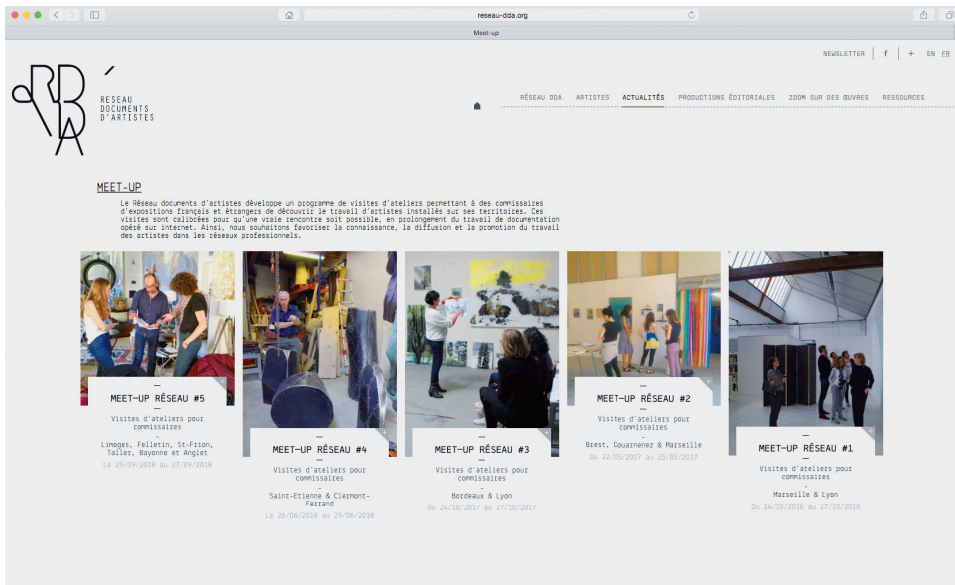 reseau-dda.org
Meet-up
NEWSLETTER f + EN FR
RDDA
RESEAU
DOCUMENTS
D'ARTISTES
RÉSEAU DDA ARTISTES ACTUALITÉS PRODUCTIONS ÉDITORIALES ZOOM SUR DES ŒUVRES RESSOURCES
MEET-UP
Le Réseau documents d'artistes développe un programme de visites d'ateliers permettant à des commissaires
d'expositions français et étrangers de découvrir le travail d'artistes installés sur ses territoires. Ces
visites sont calibrées pour qu'une vraie rencontre soit possible, en prolongement du travail de documentation
opéré sur internet. Ainsi, nous souhaitons favoriser la connaissance, la diffusion et la promotion du travail
des artistes dans les réseaux professionnels.
MEET-UP RÉSEAU #5
Visites d'ateliers pour
commissaires
-
Limoges, Felletin, St-Frion,
Taller, Bayonne et Anglet
Le 25/09/2018 au 27/09/2018
MEET-UP RÉSEAU #4
Visites d'ateliers pour
commissaires
-
Saint-Etienne & Clermont-
Ferrand
Le 26/06/2018 au 29/06/2018
MEET-UP RÉSEAU #3
Visites d'ateliers pour
commissaires
-
Bordeaux & Lyon
Du 24/10/2017 au 27/10/2017
MEET-UP RÉSEAU #2
Visites d'ateliers pour
commissaires
-
Brest, Douarnenez & Marseille
Du 22/05/2017 au 25/05/2017
MEET-UP RÉSEAU #1
Visites d'ateliers pour
commissaires
-
Marseille & Lyon
Du 24/10/2016 au 27/10/2016